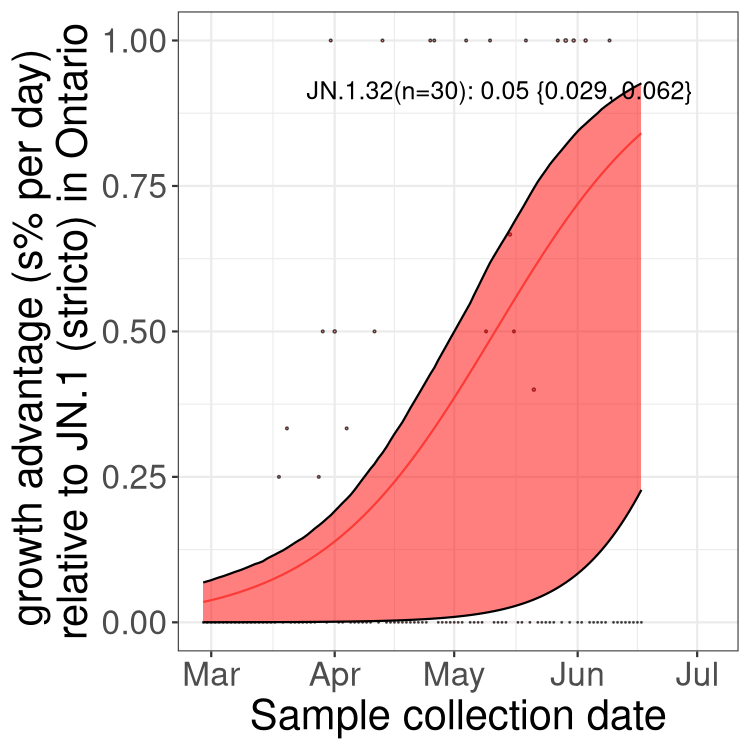 growth advantage (s% per day)
relative to JN.1 (stricto) in Ontario
1.00
0.75
0.50
0.25
0.00
JN.1.32(n=30): 0.05 {0.029, 0.062}
Mar Apr May Jun Jul
Sample collection date